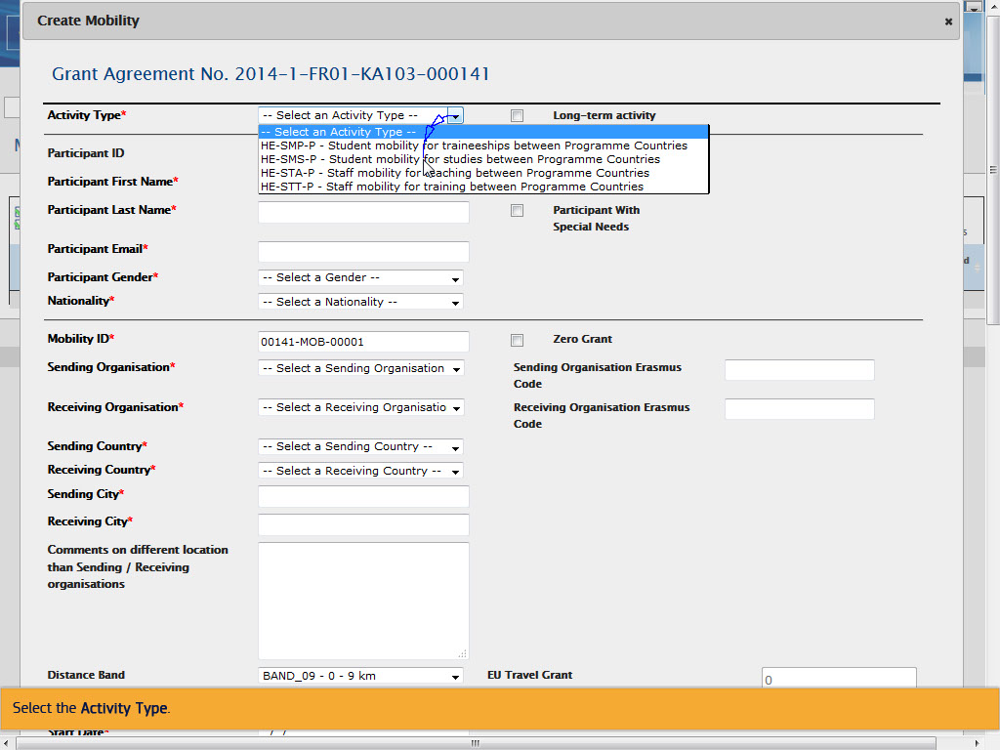 Create Mobility
Grant Agreement No. 2014-1-FR01-KA103-000141
Activity Type*
-- Select an Activity Type --
Long-term activity
-- Select an Activity Type --
HE-SMP-P - Student mobility for traineeships between Programme Countries
HE-SMS-P - Student mobility for studies between Programme Countries
HE-STA-P - Staff mobility for teaching between Programme Countries
HE-STT-P - Staff mobility for training between Programme Countries
Participant ID
Participant First Name*
Participant Last Name*
Participant With
Special Needs
Participant Email*
Participant Gender*
-- Select a Gender --
Nationality*
-- Select a Nationality --
Mobility ID*
00141-MOB-00001
Zero Grant
Sending Organisation*
-- Select a Sending Organisation
Sending Organisation Erasmus
Code
Receiving Organisation*
-- Select a Receiving Organisatio
Receiving Organisation Erasmus
Code
Sending Country*
-- Select a Sending Country --
Receiving Country*
-- Select a Receiving Country --
Sending City*
Receiving City*
Comments on different location
than Sending / Receiving
organisations
Distance Band
BAND_09 - 0 - 9 km
EU Travel Grant
0
Select the Activity Type.
Start Date*